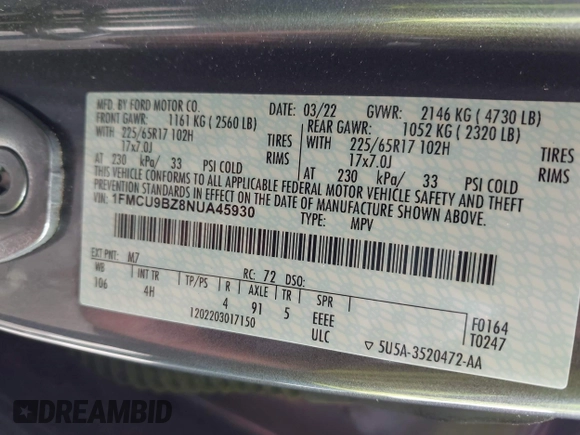 MFD. BY FORD MOTOR CO.
DATE: 03/22 GVWR: 2146 KG ( 4730 LB)
FRONT GAWR: 1161 KG ( 2560 LB) REAR GAWR: 1052 KG ( 2320 LB)
WITH 225/65R17 102H TIRES WITH 225/65R17 102H TIRES
17x7.0J RIMS 17x7.0J RIMS
AT 230 kPa/ 33 PSI COLD AT 230 kPa/ 33 PSI COLD
THIS VEHICLE CONFORMS TO ALL APPLICABLE FEDERAL MOTOR VEHICLE SAFETY AND THEFT
PREVENTION STANDARDS IN EFFECT ON THE DATE OF MANUFACTURE SHOWN ABOVE.
VIN: 1FMCU9BZ8NUA45930
TYPE: MPV
EXT PNT: M7 RC: 72 DSO:
WB INT TR TP/PS R AXLE TR SPR
106 4H 4 91 5 EEEE
ULC
1202203017150
F0164
T0247
▽ 5U5A-3520472-AA
DREAMBID